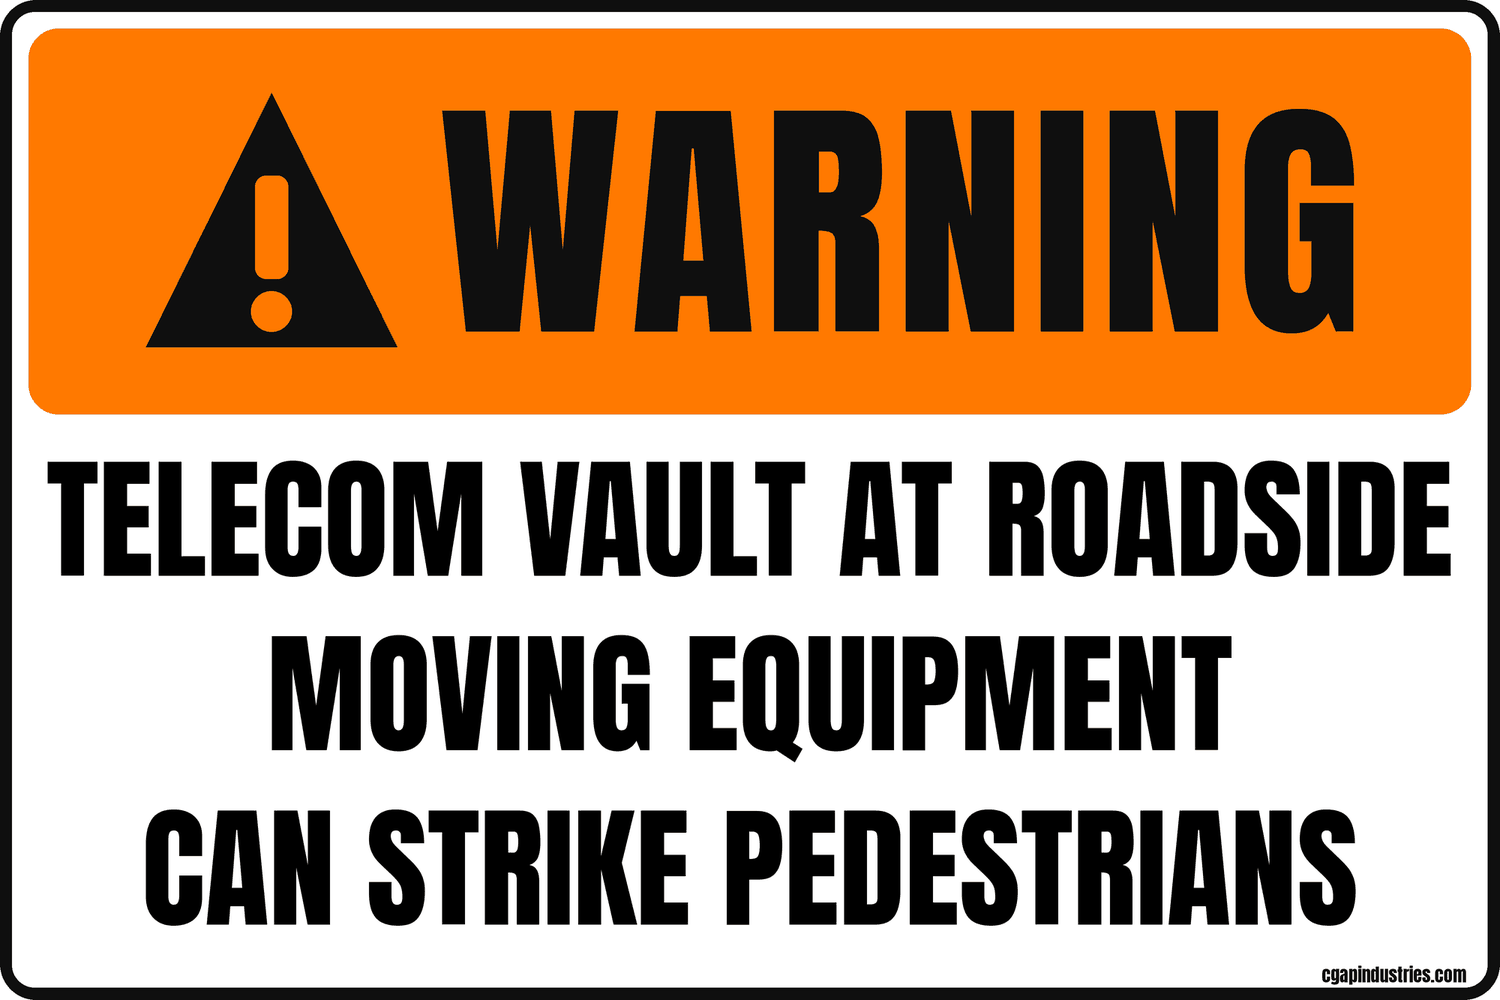 WARNING
TELECOM VAULT AT ROADSIDE
MOVING EQUIPMENT
CAN STRIKE PEDESTRIANS
cgapindustries.com